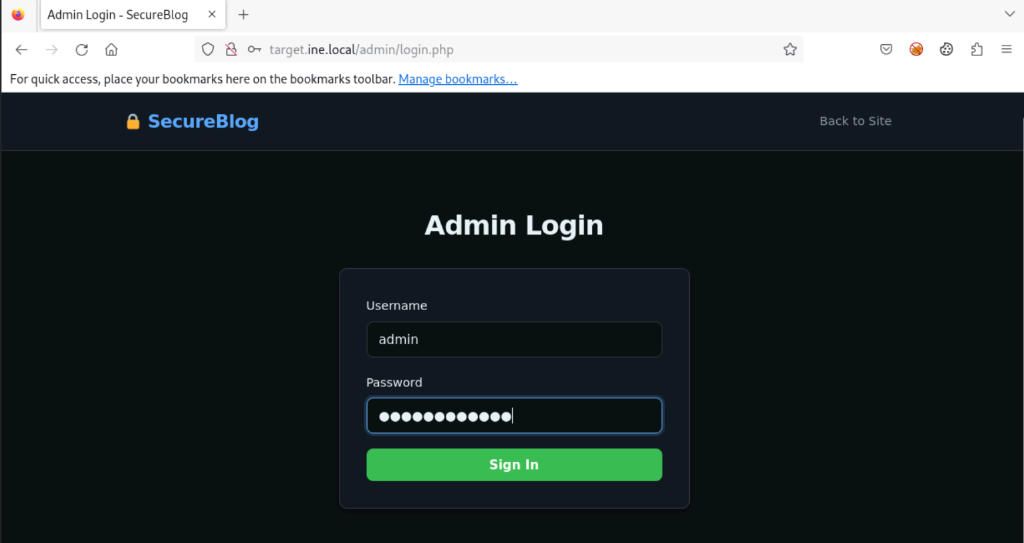 Admin Login - SecureBlog
target.ine.local/admin/login.php
For quick access, place your bookmarks here on the bookmarks toolbar. Manage bookmarks...
SecureBlog
Back to Site
Admin Login
Username
admin
Password
●●●●●●●●●●●●
Sign In